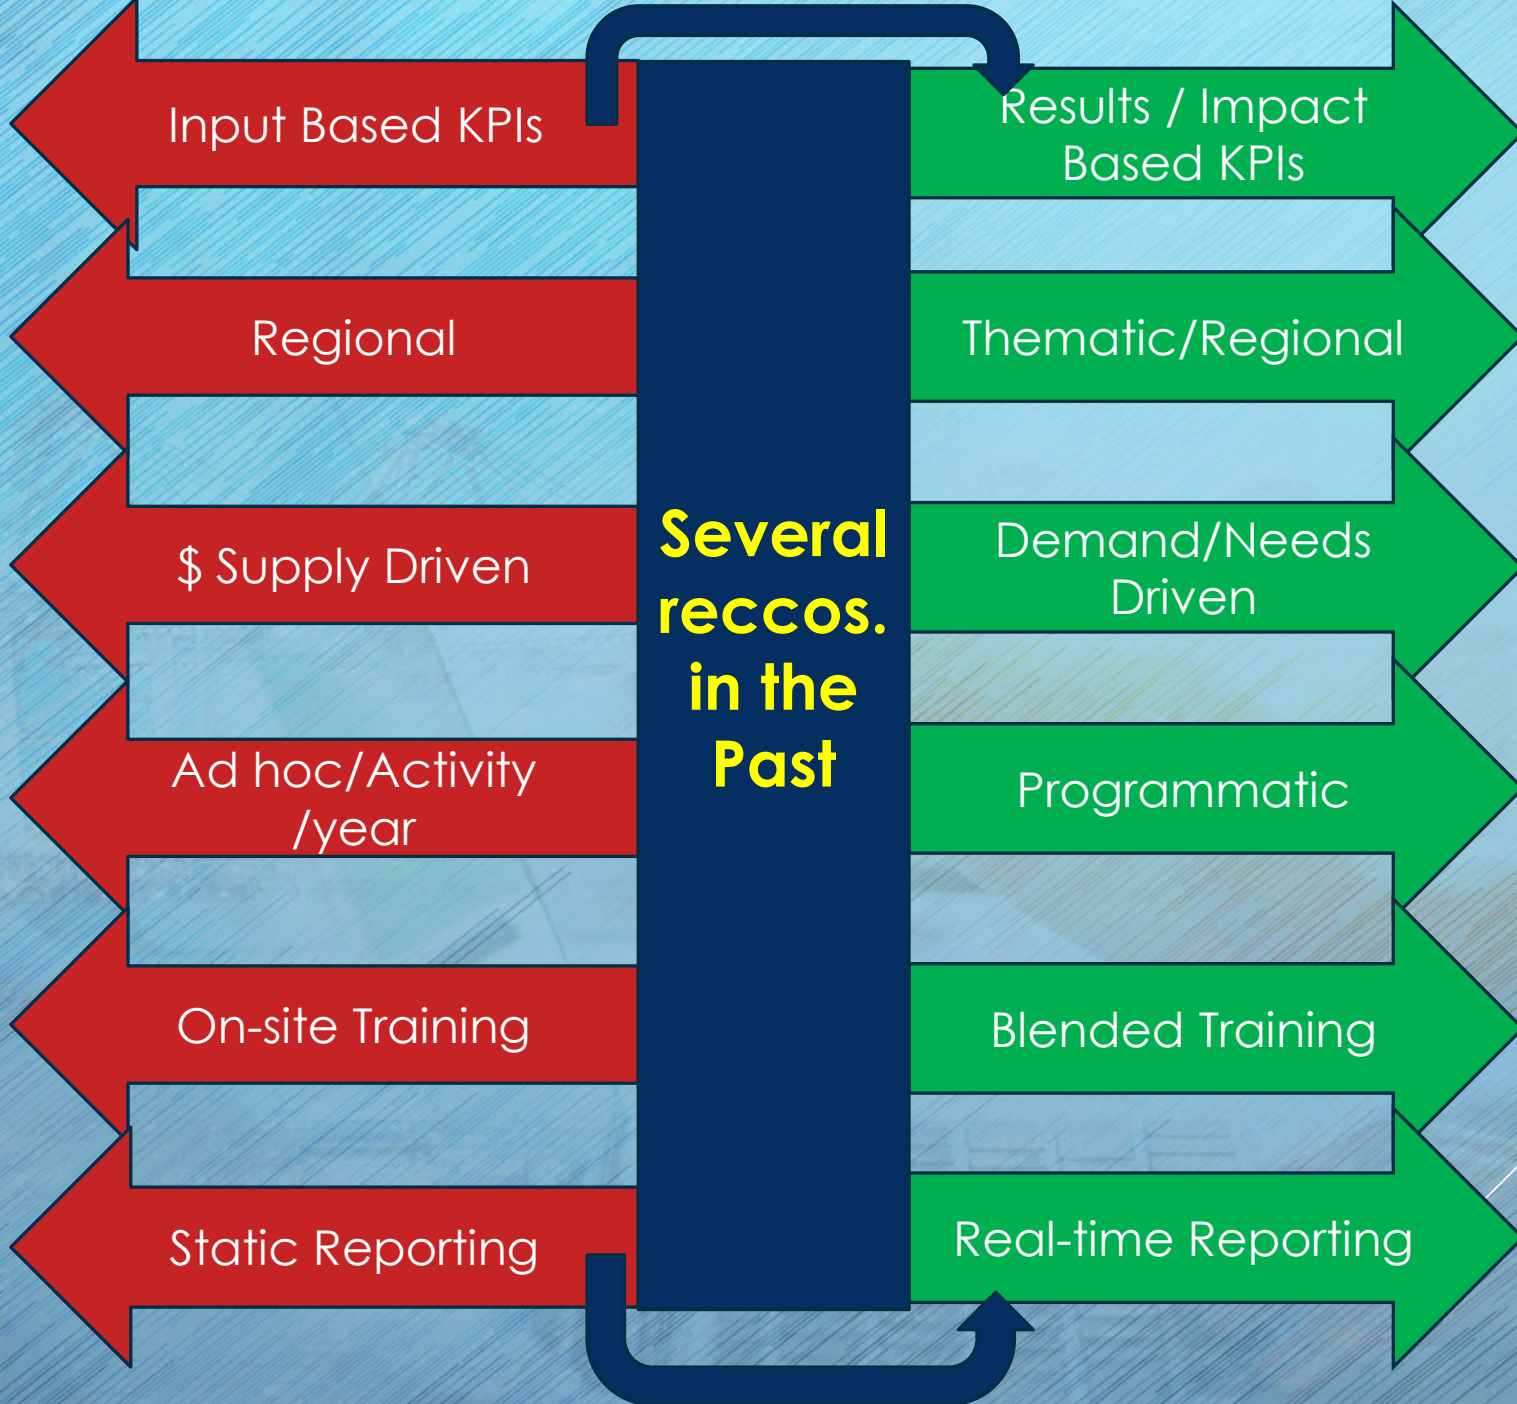 Input Based KPIs
Results / Impact
Based KPIs
Regional
Thematic/Regional
$ Supply Driven
Demand/Needs
Driven
Several
reccos.
in the
Past
Ad hoc/Activity
/year
Programmatic
On-site Training
Blended Training
Static Reporting
Real-time Reporting